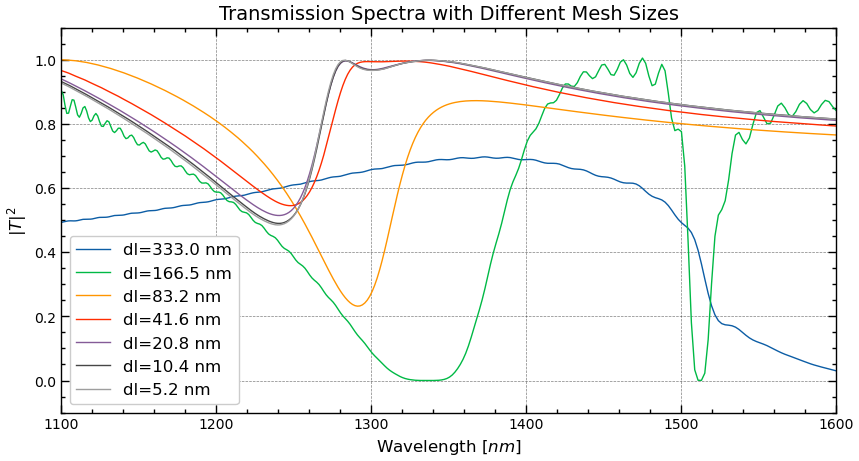 Transmission Spectra with Different Mesh Sizes
|T|²
1.0
0.8
0.6
0.4
0.2
0.0
dl=333.0 nm
dl=166.5 nm
dl=83.2 nm
dl=41.6 nm
dl=20.8 nm
dl=10.4 nm
dl=5.2 nm
1100 1200 1300 1400 1500 1600
Wavelength [nm]